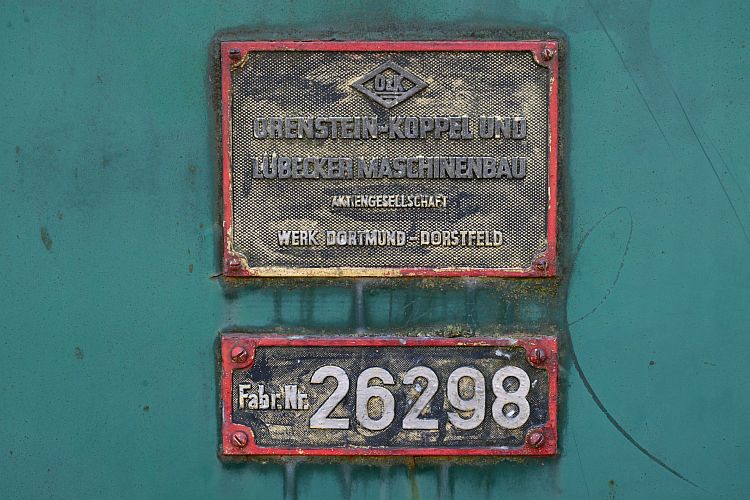 O&K
ORENSTEIN-KOPPEL UND
LÜBECKER MASCHINENBAU
AKTIENGESELLSCHAFT
WERK DORTMUND-DORSTFELD
Fabr. Nr. 26298